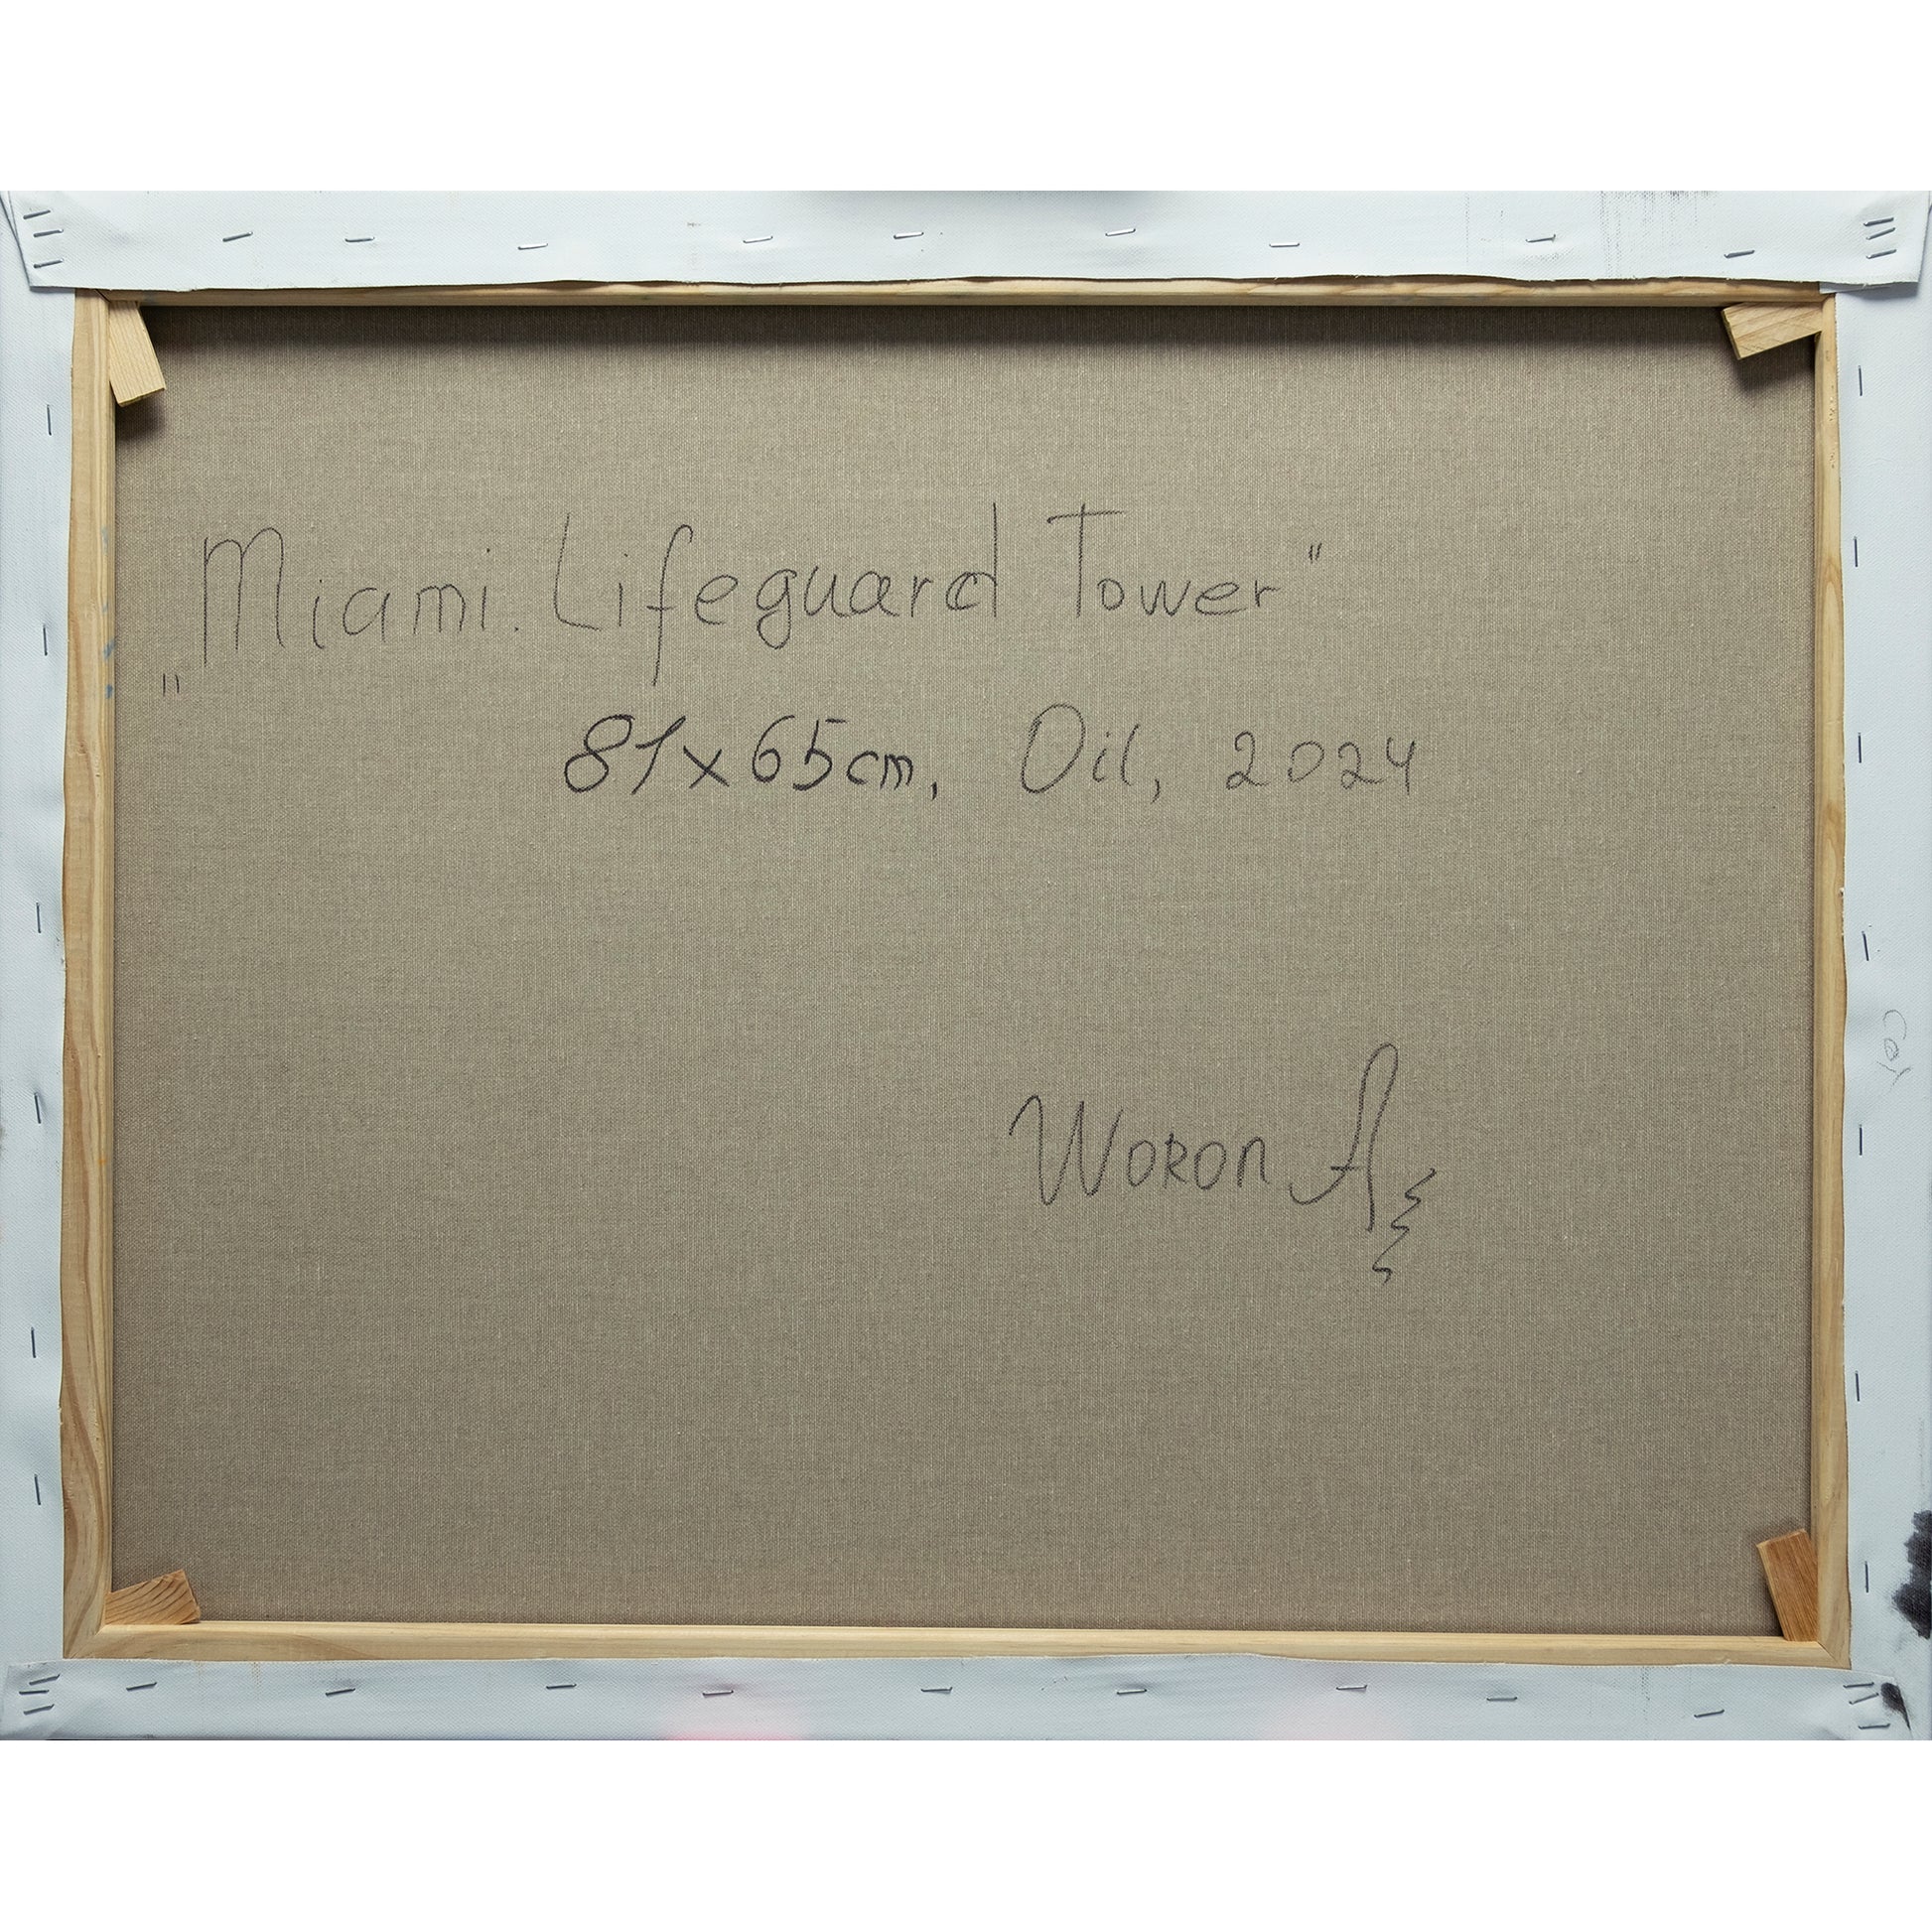 „Miami. Lifeguard Tower"
81x65cm, Oil, 2024
Woron A